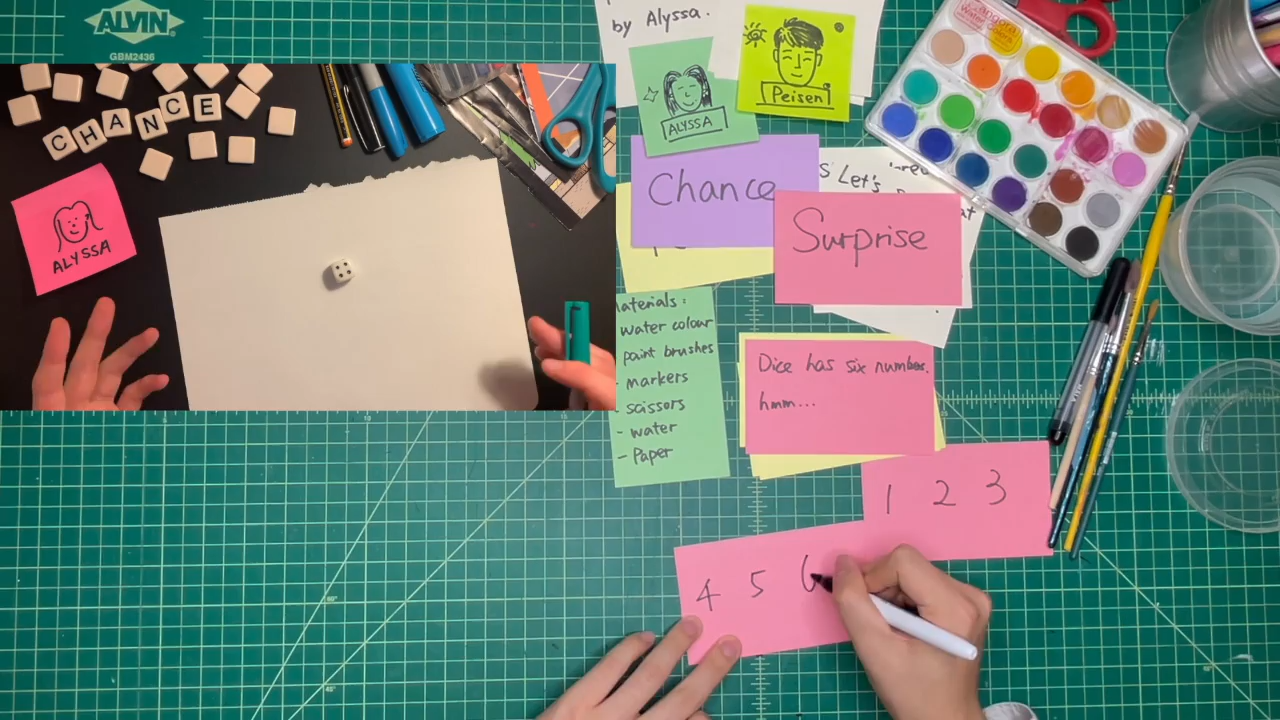 ALVIN
GBM2436
CHANCE
ALYSSA
by Alyssa.
ALYSSA
Peisen
Chance
s Let's
Surprise
aterials:
water colour
paint brushes
- markers
- scissors
- water
- Paper
Dice has six number.
hmm...
1 2 3
4 5 6